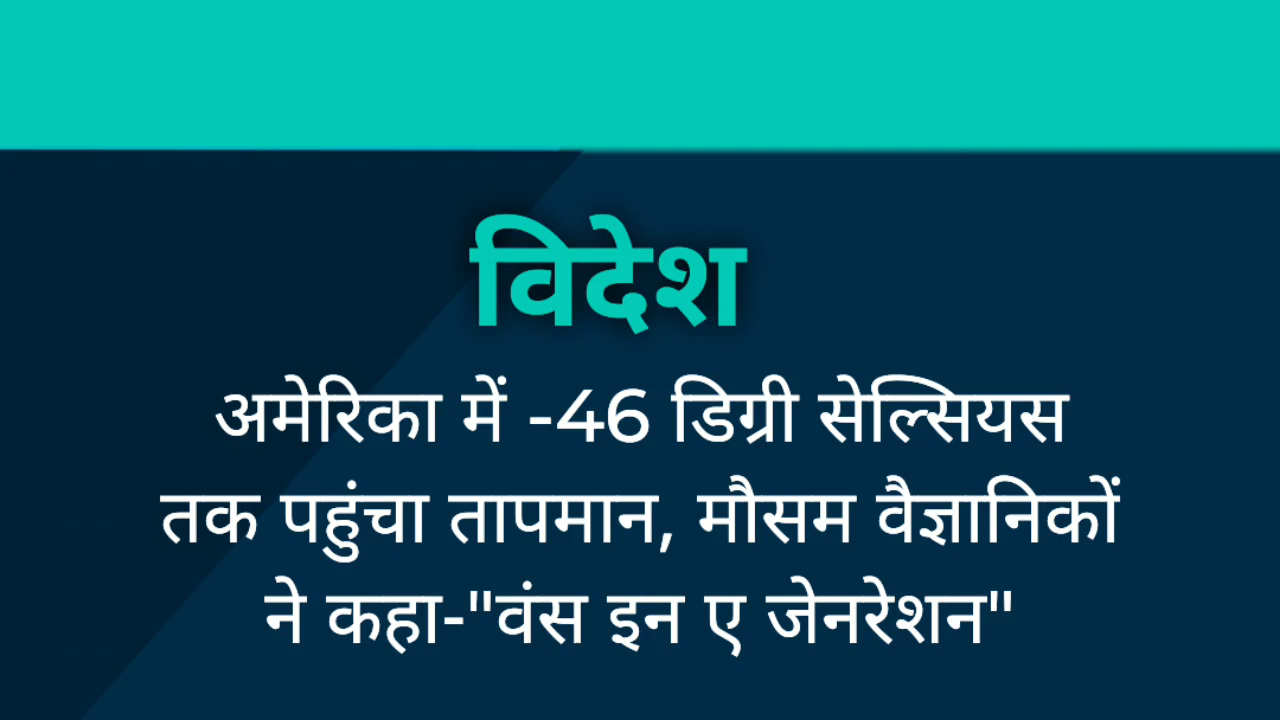 विदेश
अमेरिका में -46 डिग्री सेल्सियस
तक पहुंचा तापमान, मौसम वैज्ञानिकों
ने कहा-"वंस इन ए जेनरेशन"